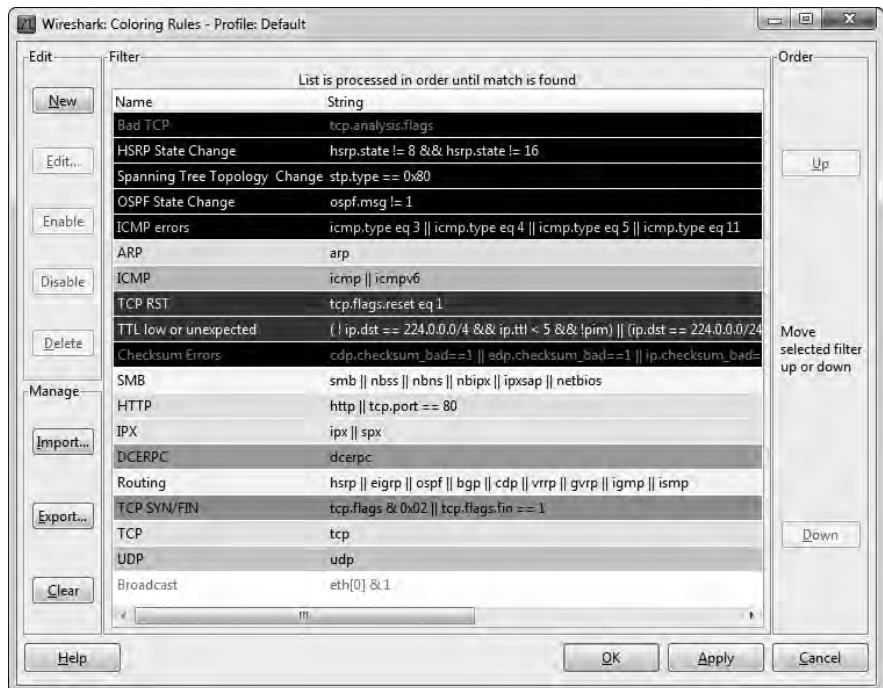 Wireshark: Coloring Rules - Profile: Default
Edit
New
Edit...
Enable
Disable
Delete
Manage
Import...
Export...
Clear
Filter
List is processed in order until match is found
Name String
Bad TCP tcp.analysis.flags
HSRP State Change hsrp.state != 8 && hsrp.state != 16
Spanning Tree Topology Change stp.type == 0x80
OSPF State Change ospf.msg != 1
ICMP errors icmp.type eq 3 || icmp.type eq 4 || icmp.type eq 5 || icmp.type eq 11
ARP arp
ICMP icmp || icmpv6
TCP RST tcp.flags.reset eq 1
TTL low or unexpected ( ! ip.dst == 224.0.0.0/4 && ip.ttl < 5 && !pim) || (ip.dst == 224.0.0.0/24
Checksum Errors cdp.checksum_bad==1 || edp.checksum_bad==1 || ip.checksum_bad=
SMB smb || nbss || nbns || nbipx || ipxsap || netbios
HTTP http || tcp.port == 80
IPX ipx || spx
DCERPC dcerpc
Routing hsrp || eigrp || ospf || bgp || cdp || vrrp || gvrp || igmp || ismp
TCP SYN/FIN tcp.flags & 0x02 || tcp.flags.fin == 1
TCP tcp
UDP udp
Broadcast eth[0] & 1
Order
Up
Move
selected filter
up or down
Down
Help
OK
Apply
Cancel